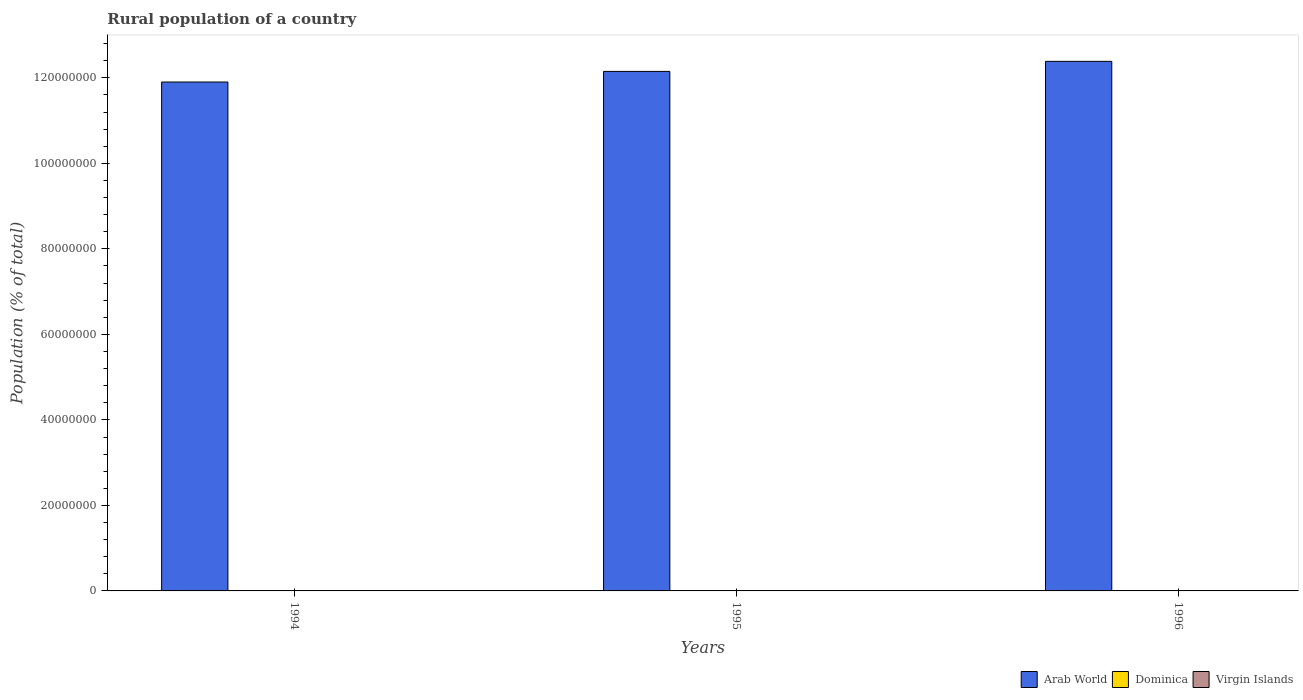 Rural population of a country
Population (% of total)
120000000
100000000
80000000
60000000
40000000
20000000
0
1994
1995
1996
Years
Arab World
Dominica
Virgin Islands